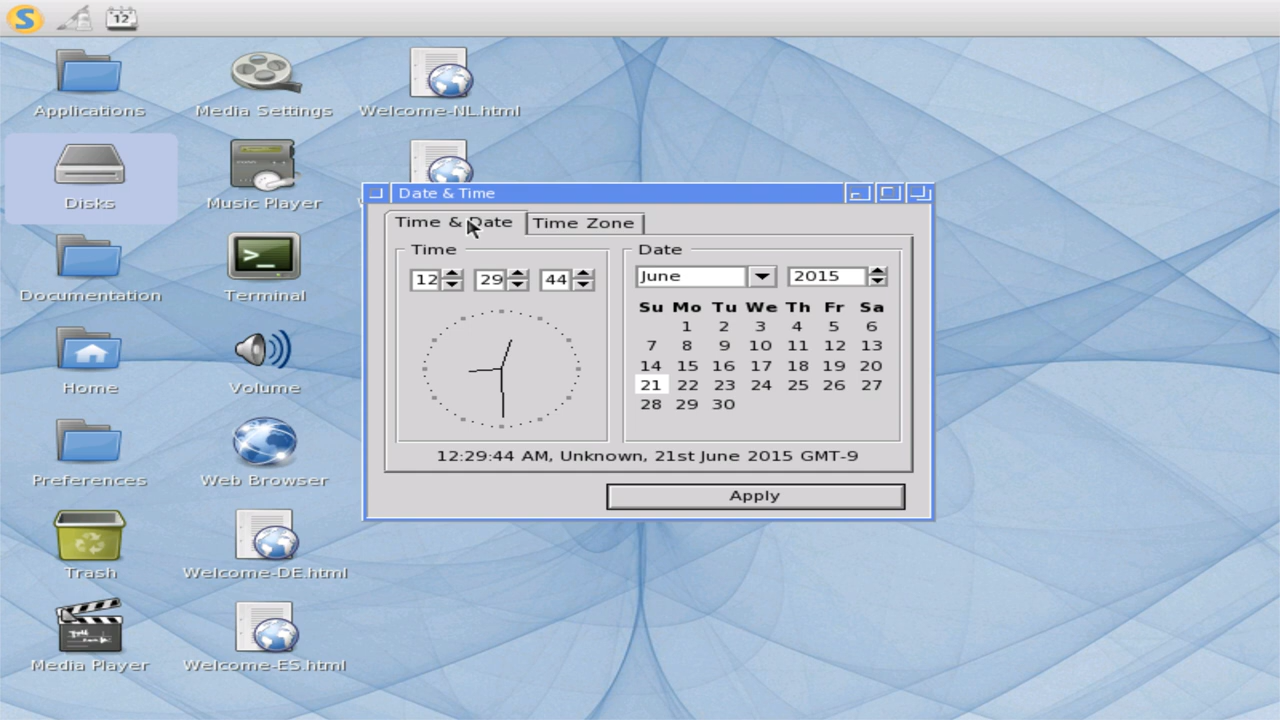 12
Applications
Media Settings
Welcome-NL.html
Disks
Music Player
Documentation
Terminal
Home
Volume
Preferences
Web Browser
Trash
Welcome-DE.html
Media Player
Welcome-ES.html
Date & Time
Time & Date
Time Zone
Time
12 29 44
Date
June 2015
Su Mo Tu We Th Fr Sa
1 2 3 4 5 6
7 8 9 10 11 12 13
14 15 16 17 18 19 20
21 22 23 24 25 26 27
28 29 30
12:29:44 AM, Unknown, 21st June 2015 GMT-9
Apply